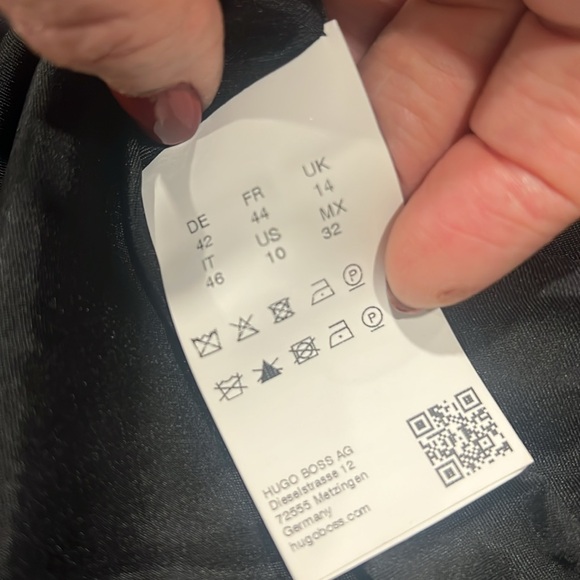 DE FR UK
42 44 14
IT US MX
46 10 32
P
P
HUGO BOSS AG
Dieselstrasse 12
72555 Metzingen
Germany
hugoboss.com